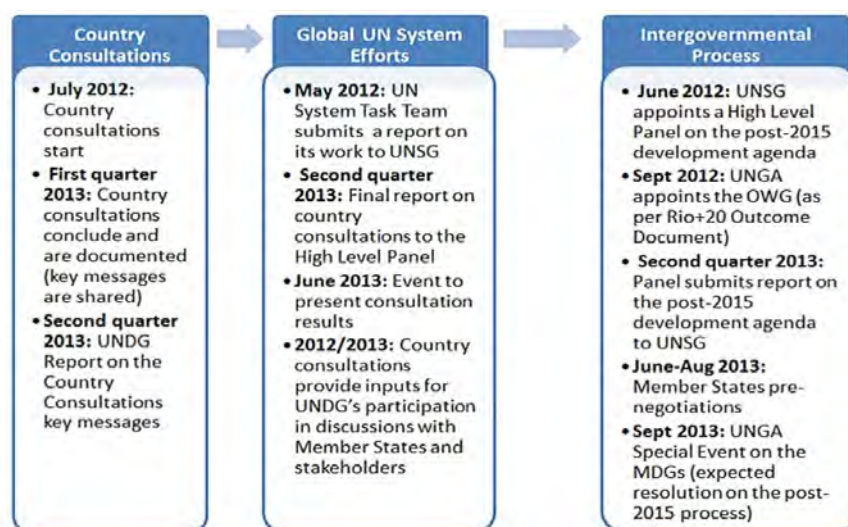 Country
Consultations
• July 2012:
Country
consultations
start
• First quarter
2013: Country
consultations
conclude and
are documented
(key messages
are shared)
• Second quarter
2013: UNDG
Report on the
Country
Consultations
key messages
Global UN System
Efforts
• May 2012: UN
System Task Team
submits a report on
its work to UNSG
• Second quarter
2013: Final report on
country
consultations to the
High Level Panel
• June 2013: Event to
present consultation
results
• 2012/2013: Country
consultations
provide inputs for
UNDG's participation
in discussions with
Member States and
stakeholders
Intergovernmental
Process
• June 2012: UNSG
appoints a High Level
Panel on the post-2015
development agenda
• Sept 2012: UNGA
appoints the OWG (as
per Rio+20 Outcome
Document)
• Second quarter 2013:
Panel submits report on
the post-2015
development agenda
to UNSG
• June-Aug 2013:
Member States pre-
negotiations
• Sept 2013: UNGA
Special Event on the
MDGs (expected
resolution on the post-
2015 process)